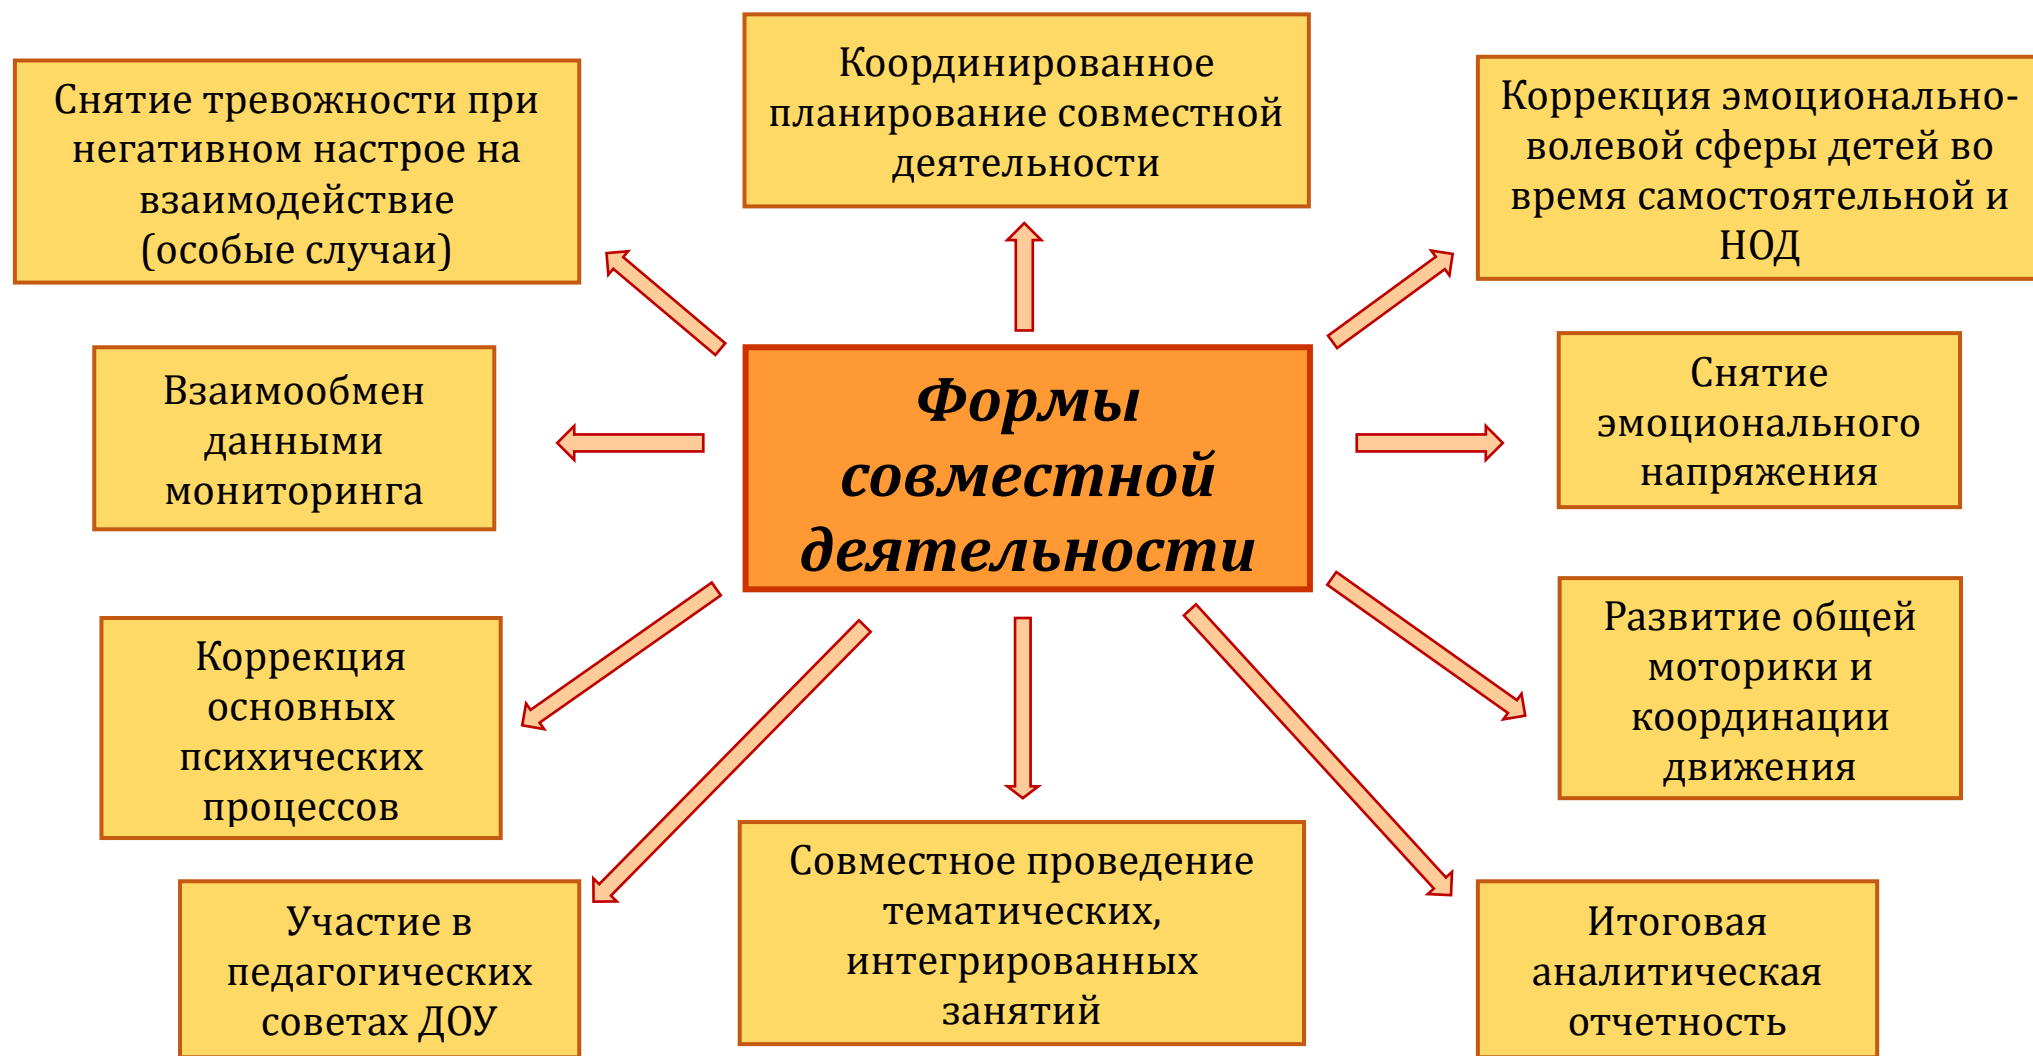 Снятие тревожности при
негативном настрое на
взаимодействие
(особые случаи)
Координированное
планирование совместной
деятельности
Коррекция эмоционально-
волевой сферы детей во
время самостоятельной и
НОД
Взаимообмен
данными
мониторинга
Формы
совместной
деятельности
Снятие
эмоционального
напряжения
Коррекция
основных
психических
процессов
Развитие общей
моторики и
координации
движения
Участие в
педагогических
советах ДОУ
Совместное проведение
тематических,
интегрированных
занятий
Итоговая
аналитическая
отчетность